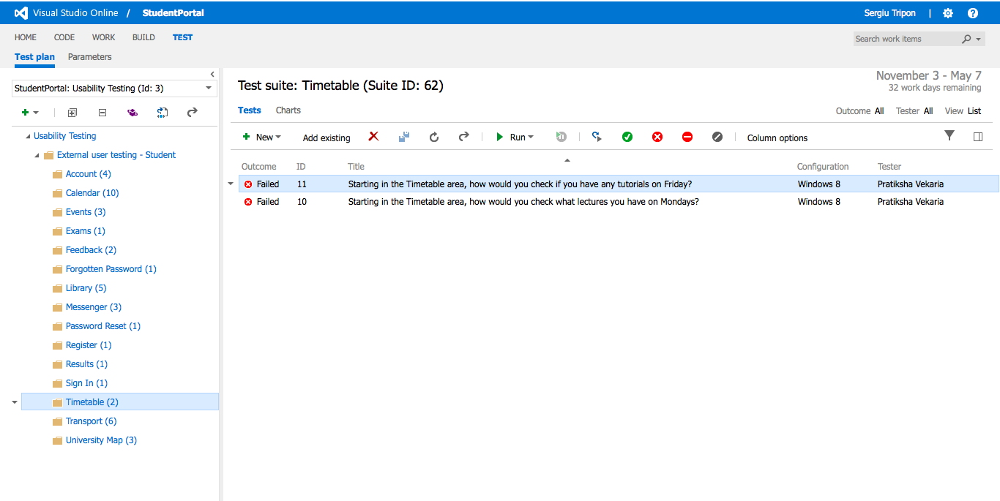 Visual Studio Online / StudentPortal
Sergiu Tripon |
HOME CODE WORK BUILD TEST
Search work items
Test plan Parameters
StudentPortal: Usability Testing (Id: 3)
Usability Testing
External user testing - Student
Account (4)
Calendar (10)
Events (3)
Exams (1)
Feedback (2)
Forgotten Password (1)
Library (5)
Messenger (3)
Password Reset (1)
Register (1)
Results (1)
Sign In (1)
Timetable (2)
Transport (6)
University Map (3)
Test suite: Timetable (Suite ID: 62)
November 3 - May 7
32 work days remaining
Tests Charts
Outcome All Tester All View List
New Add existing Run Column options
Outcome ID Title Configuration Tester
Failed 11 Starting in the Timetable area, how would you check if you have any tutorials on Friday? Windows 8 Pratiksha Vekaria
Failed 10 Starting in the Timetable area, how would you check what lectures you have on Mondays? Windows 8 Pratiksha Vekaria